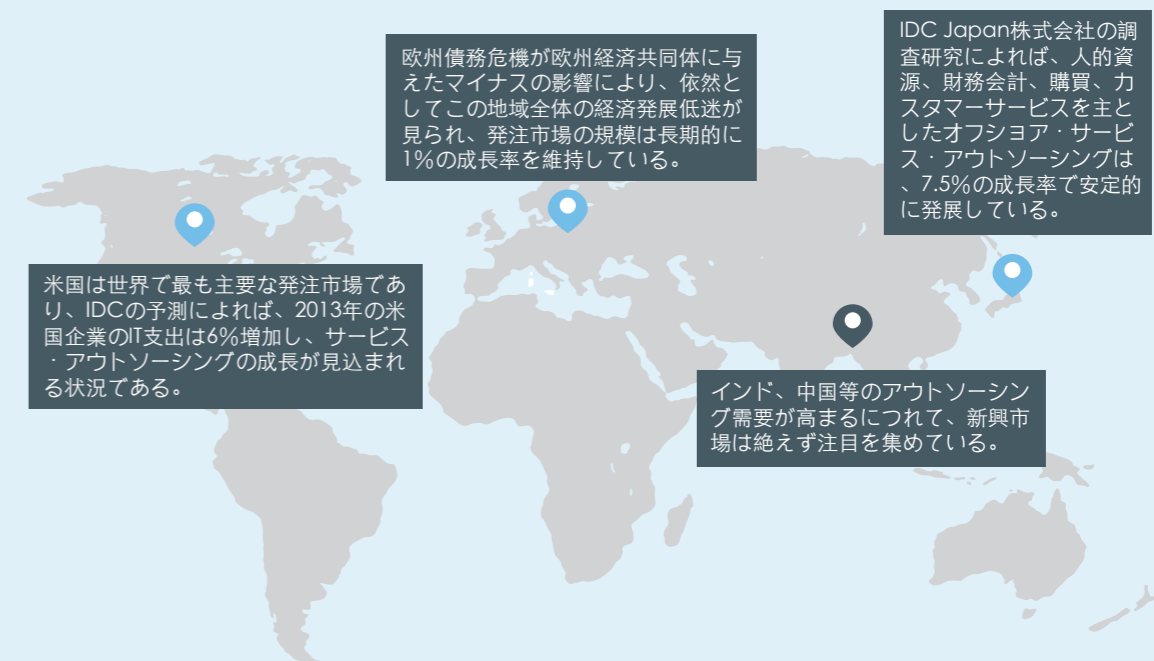 欧州債務危機が欧州経済共同体に与
えたマイナスの影響により、依然と
してこの地域全体の経済発展低迷が
見られ、発注市場の規模は長期的に
1%の成長率を維持している。
IDC Japan株式会社の調
査研究によれば、人的資
源、財務会計、購買、カ
スタマーサービスを主と
したオフショア・サービ
ス・アウトソーシングは
、7.5%の成長率で安定的
に発展している。
米国は世界で最も主要な発注市場であ
り、IDCの予測によれば、2013年の米
国企業のIT支出は6%増加し、サービス
・アウトソーシングの成長が見込まれ
る状況である。
インド、中国等のアウトソーシン
グ需要が高まるにつれて、新興市
場は絶えず注目を集めている。